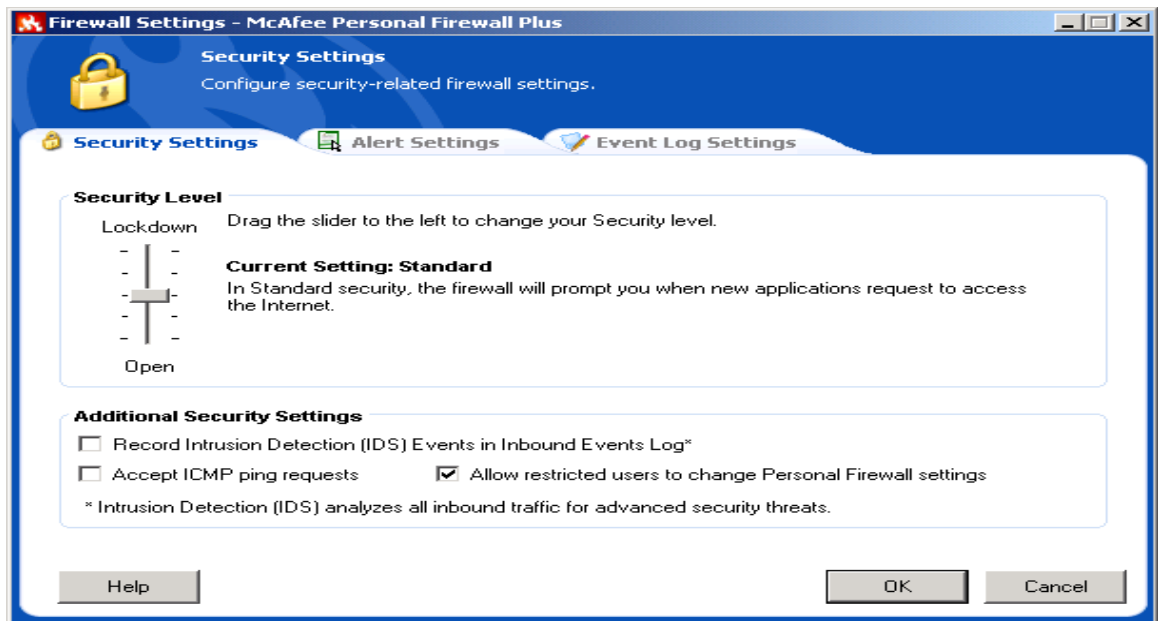 Firewall Settings - McAfee Personal Firewall Plus
Security Settings
Configure security-related firewall settings.
Security Settings
Alert Settings
Event Log Settings
Security Level
Lockdown
Drag the slider to the left to change your Security level.
Current Setting: Standard
In Standard security, the firewall will prompt you when new applications request to access
the Internet.
Open
Additional Security Settings
Record Intrusion Detection (IDS) Events in Inbound Events Log*
Accept ICMP ping requests
Allow restricted users to change Personal Firewall settings
* Intrusion Detection (IDS) analyzes all inbound traffic for advanced security threats.
Help
OK
Cancel